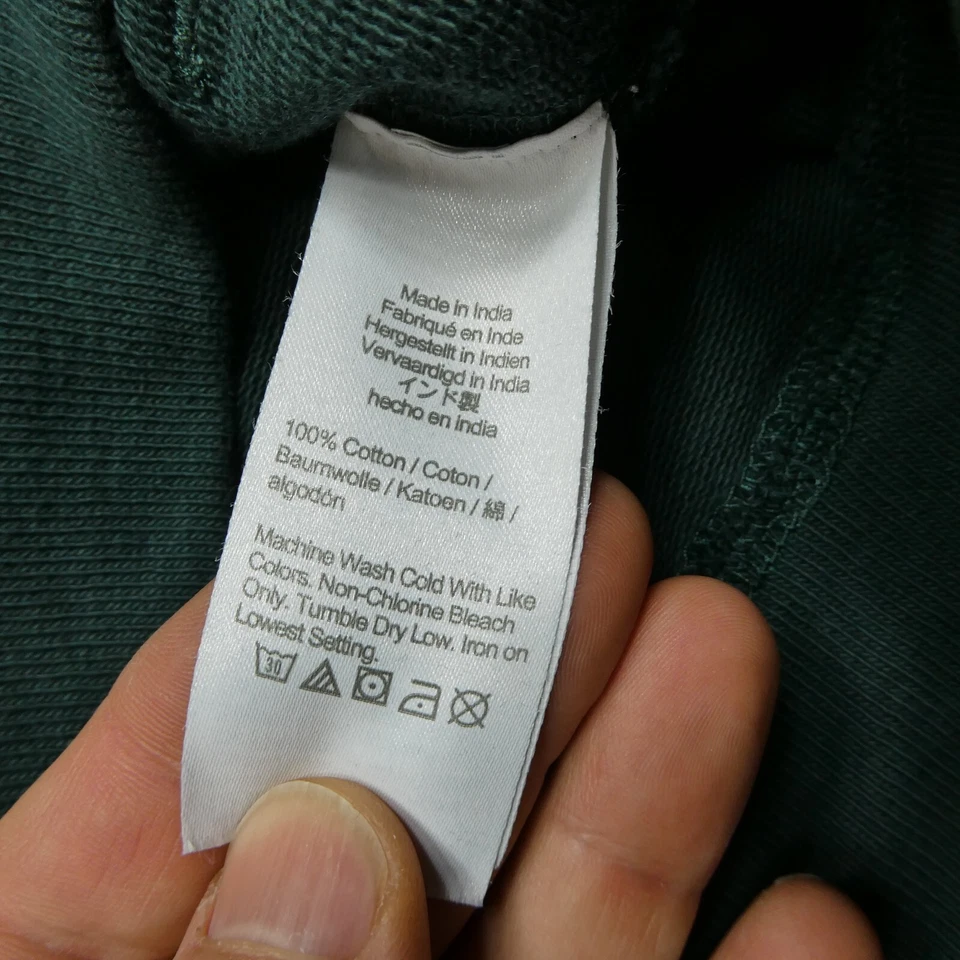 Made in India
Fabriqué en Inde
Hergestellt in Indien
Vervaardigd in India
インド製
hecho en india
100% Cotton / Coton /
Baumwolle / Katoen / 綿 /
algodón
Machine Wash Cold With Like
Colors. Non-Chlorine Bleach
Only. Tumble Dry Low. Iron on
Lowest Setting.
30